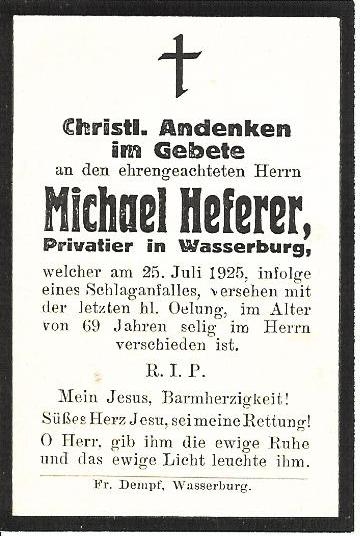 Christl. Andenken
im Gebete
an den ehrengeachteten Herrn
Michael Heferer,
Privatier in Wasserburg,
welcher am 25. Juli 1925, infolge
eines Schlaganfalles, versehen mit
der letzten hl. Oelung, im Alter
von 69 Jahren selig im Herrn
verschieden ist.
R. I. P.
Mein Jesus, Barmherzigkeit!
Süßes Herz Jesu, sei meine Rettung!
O Herr, gib ihm die ewige Ruhe
und das ewige Licht leuchte ihm.
Fr. Dempf, Wasserburg.